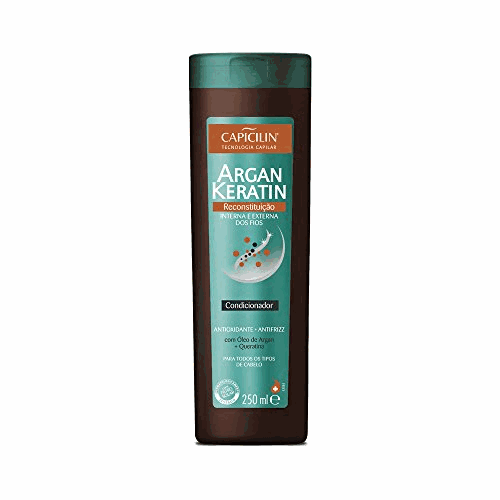 CAPICILIN®
TECNOLOGIA CAPILAR
ARGAN
KERATIN
Reconstituição
INTERNA E EXTERNA
DOS FIOS
Condicionador
ANTIOXIDANTE • ANTIFRIZZ
com Óleo de Argan
+ Queratina
PARA TODOS OS TIPOS
DE CABELO
250 ml ℮